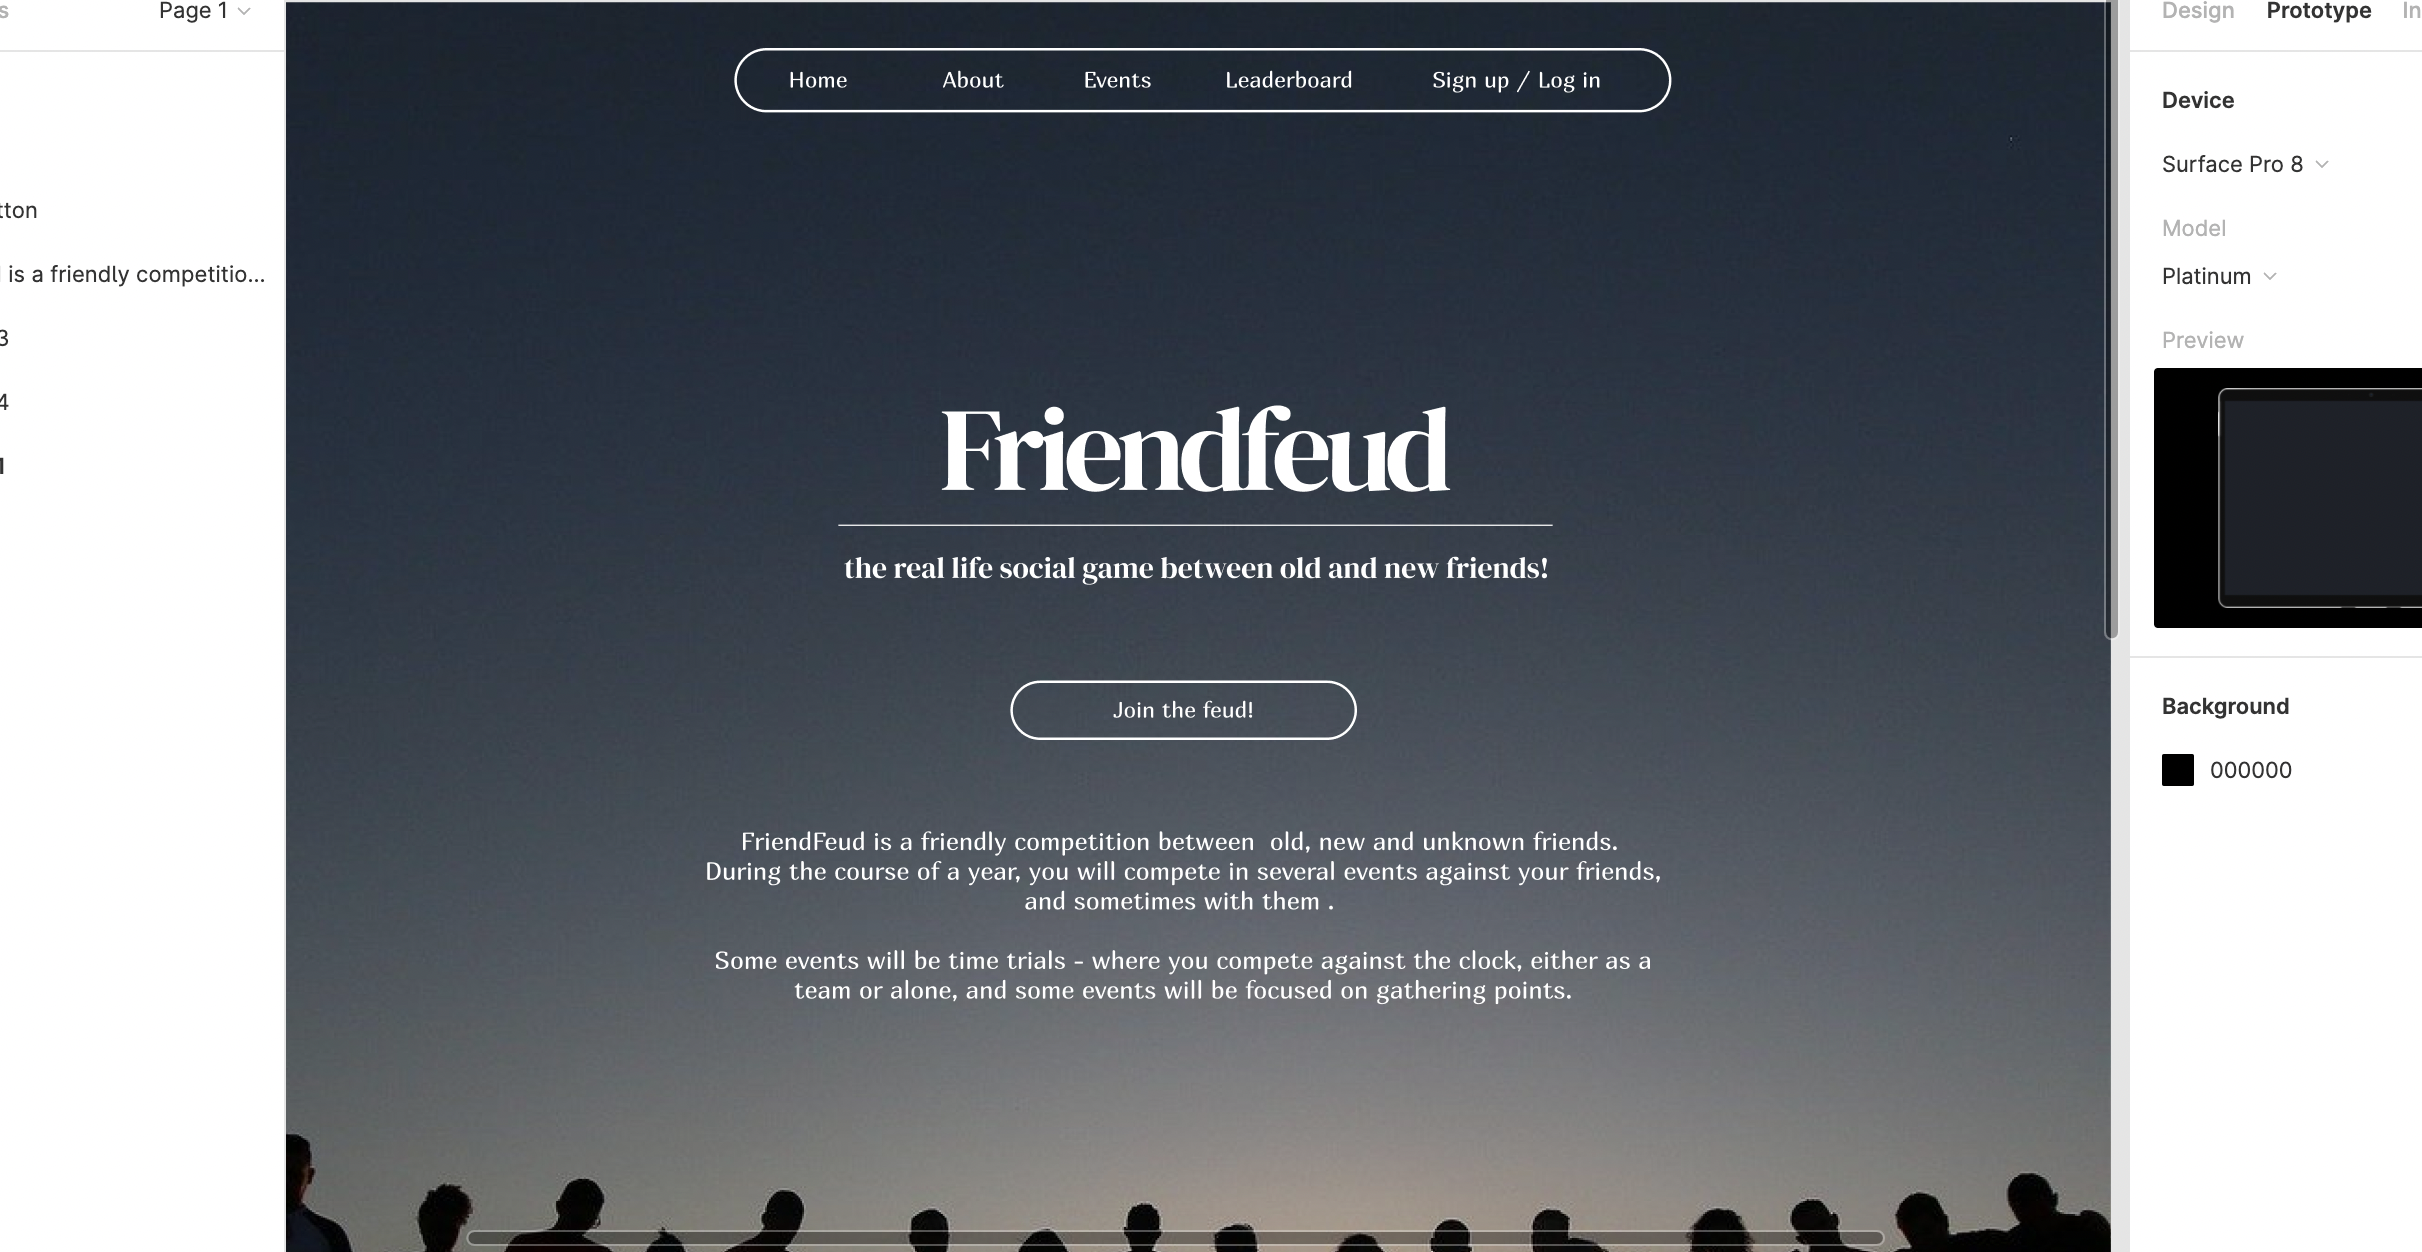 Page 1
tton
is a friendly competitio...
3
4
Home About Events Leaderboard Sign up / Log in
Friendfeud
the real life social game between old and new friends!
Join the feud!
FriendFeud is a friendly competition between  old, new and unknown friends.
During the course of a year, you will compete in several events against your friends,
and sometimes with them .
Some events will be time trials - where you compete against the clock, either as a
team or alone, and some events will be focused on gathering points.
Design Prototype In
Device
Surface Pro 8
Model
Platinum
Preview
Background
000000